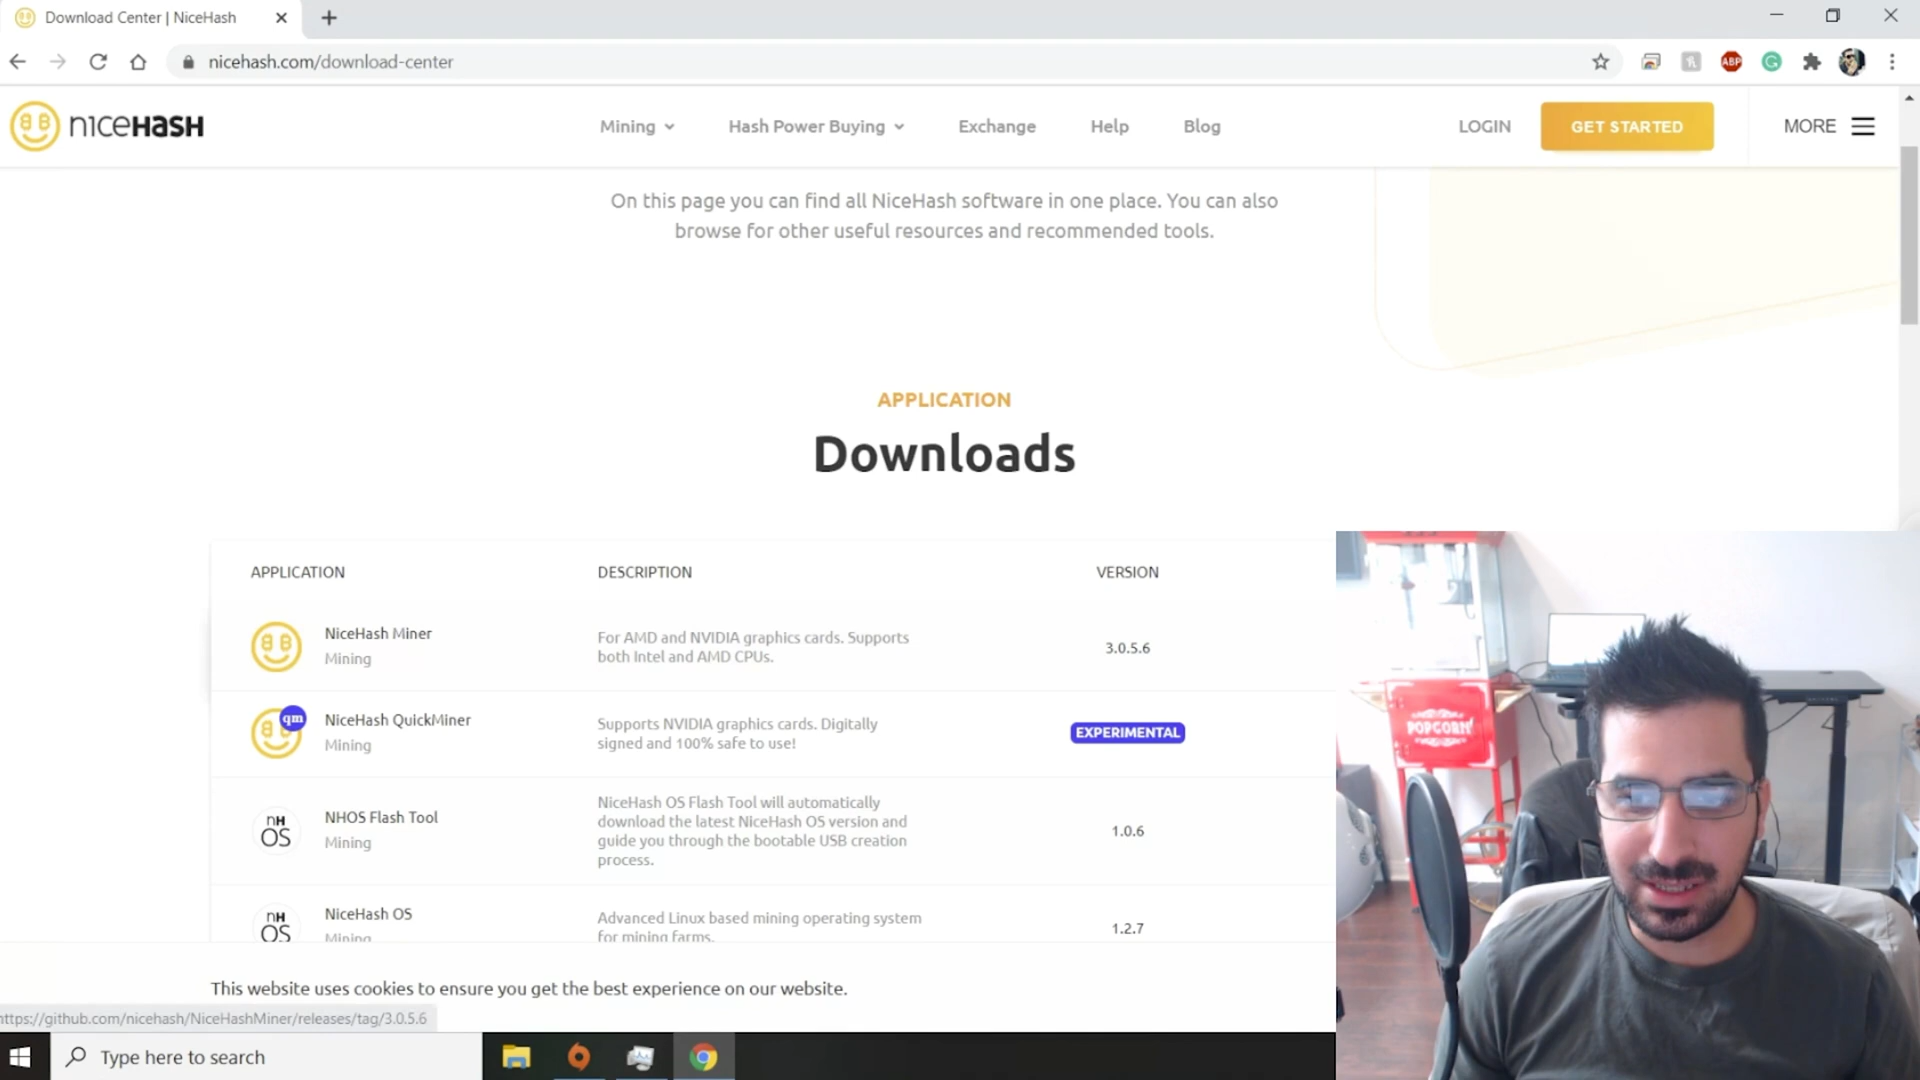 Download Center | NiceHash
nicehash.com/download-center
ABP
nıceHASH
Mining
Hash Power Buying
Exchange
Help
Blog
LOGIN
GET STARTED
MORE
On this page you can find all NiceHash software in one place. You can also
browse for other useful resources and recommended tools.
APPLICATION
Downloads
APPLICATION
DESCRIPTION
VERSION
NiceHash Miner
Mining
For AMD and NVIDIA graphics cards. Supports
both Intel and AMD CPUs.
3.0.5.6
qm
NiceHash QuickMiner
Mining
Supports NVIDIA graphics cards. Digitally
signed and 100% safe to use!
EXPERIMENTAL
nH
OS
NHOS Flash Tool
Mining
NiceHash OS Flash Tool will automatically
download the latest NiceHash OS version and
guide you through the bootable USB creation
process.
1.0.6
nH
OS
NiceHash OS
Mining
Advanced Linux based mining operating system
for mining farms.
1.2.7
This website uses cookies to ensure you get the best experience on our website.
https://github.com/nicehash/NiceHashMiner/releases/tag/3.0.5.6
Type here to search
POPCORN